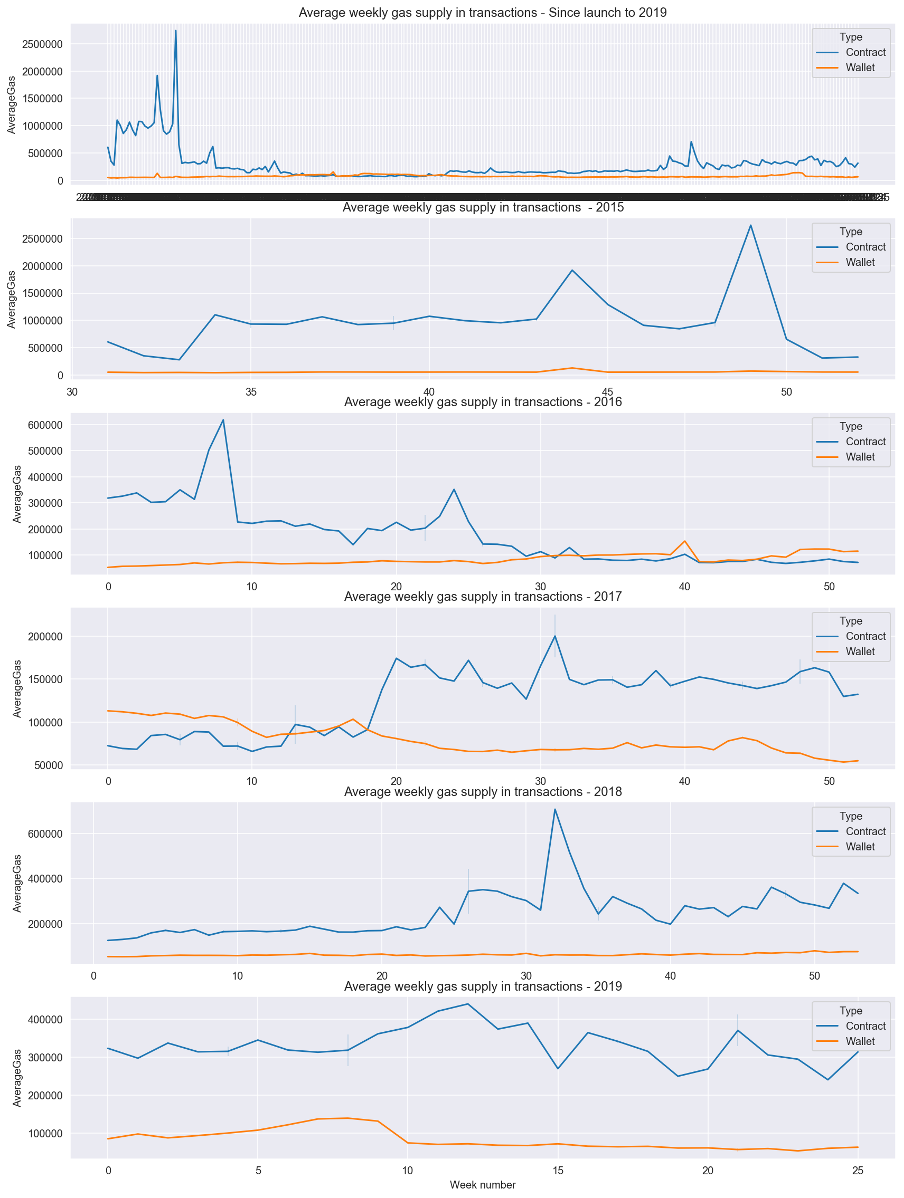 Average weekly gas supply in transactions - Since launch to 2019
AverageGas
2500000
2000000
1500000
1000000
500000
0
Type
Contract
Wallet
Average weekly gas supply in transactions - 2015
AverageGas
2500000
2000000
1500000
1000000
500000
0
Type
Contract
Wallet
30 35 40 45 50
Average weekly gas supply in transactions - 2016
AverageGas
600000
500000
400000
300000
200000
100000
Type
Contract
Wallet
0 10 20 30 40 50
Average weekly gas supply in transactions - 2017
AverageGas
200000
150000
100000
50000
Type
Contract
Wallet
0 10 20 30 40 50
Average weekly gas supply in transactions - 2018
AverageGas
600000
400000
200000
Type
Contract
Wallet
0 10 20 30 40 50
Average weekly gas supply in transactions - 2019
AverageGas
400000
300000
200000
100000
Type
Contract
Wallet
0 5 10 15 20 25
Week number